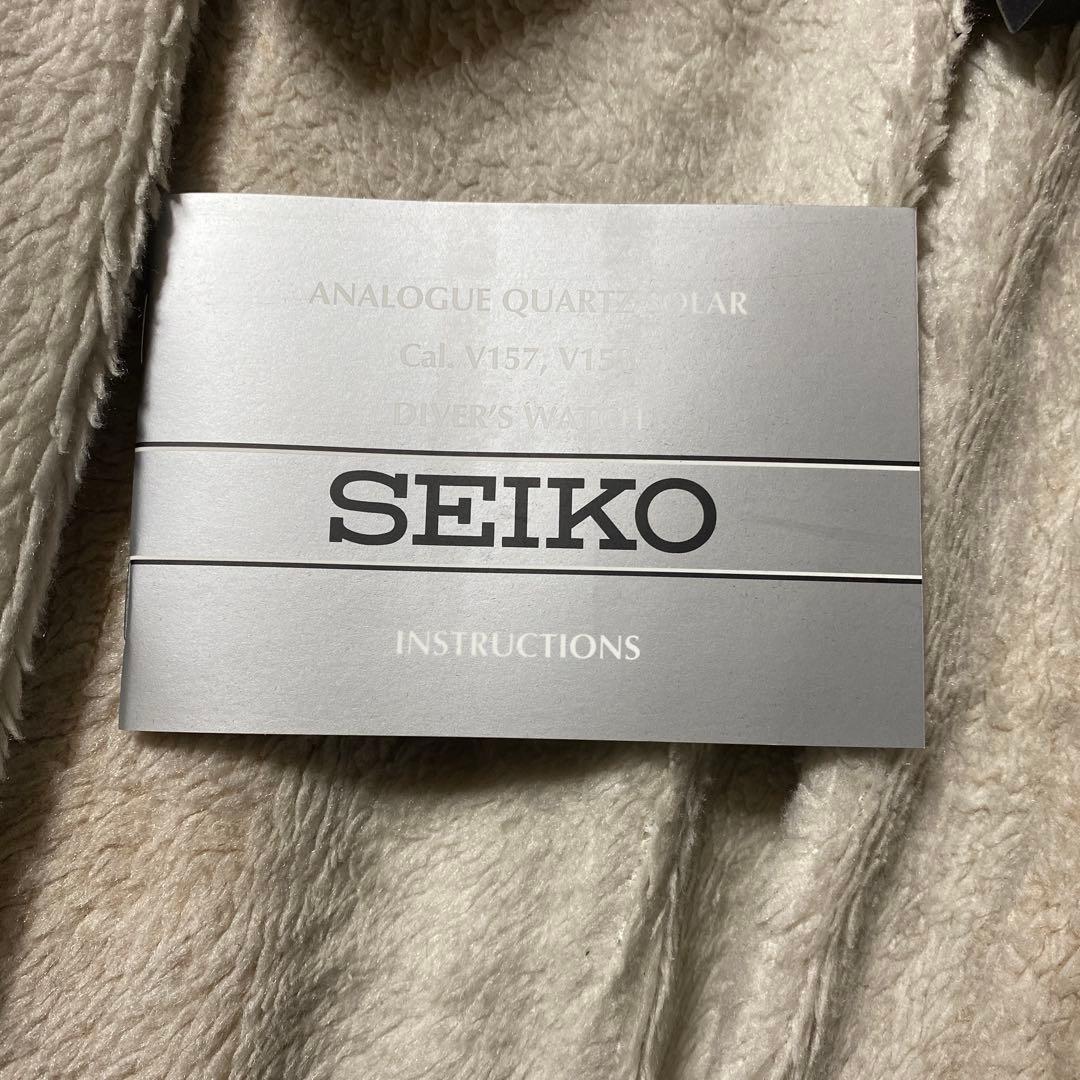 ANALOGUE QUARTZ SOLAR
Cal. V157,
DIVER'S WATCH
SEIKO
INSTRUCTIONS